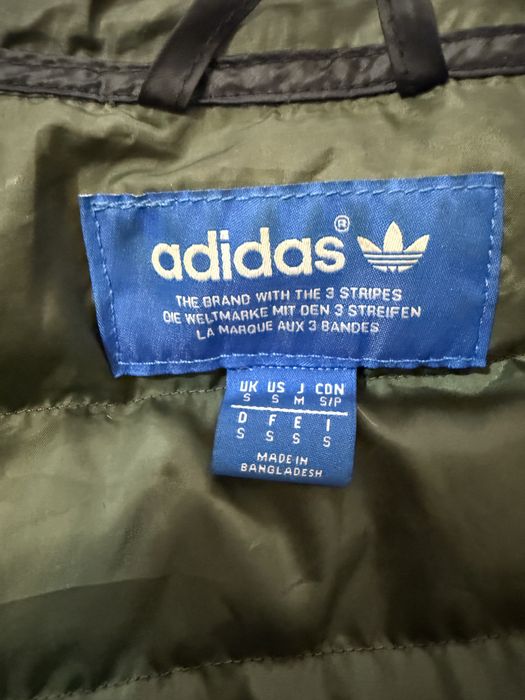 adidas®
THE BRAND WITH THE 3 STRIPES
DIE WELTMARKE MIT DEN 3 STREIFEN
LA MARQUE AUX 3 BANDES
UK US J CDN
S S M S/P
D F E I
S S S S
MADE IN
BANGLADESH